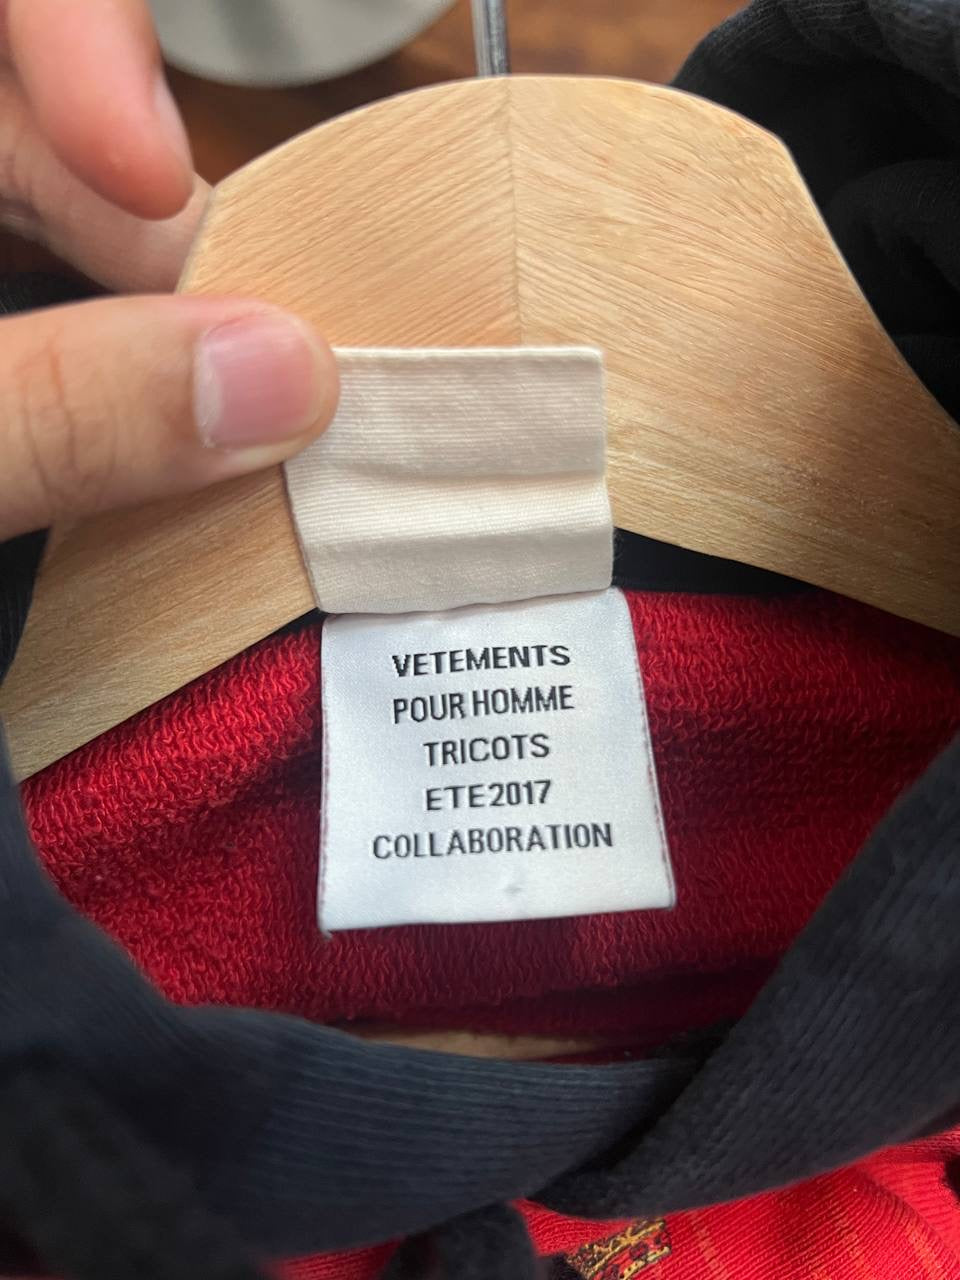 VETEMENTS
POUR HOMME
TRICOTS
ETE2017
COLLABORATION